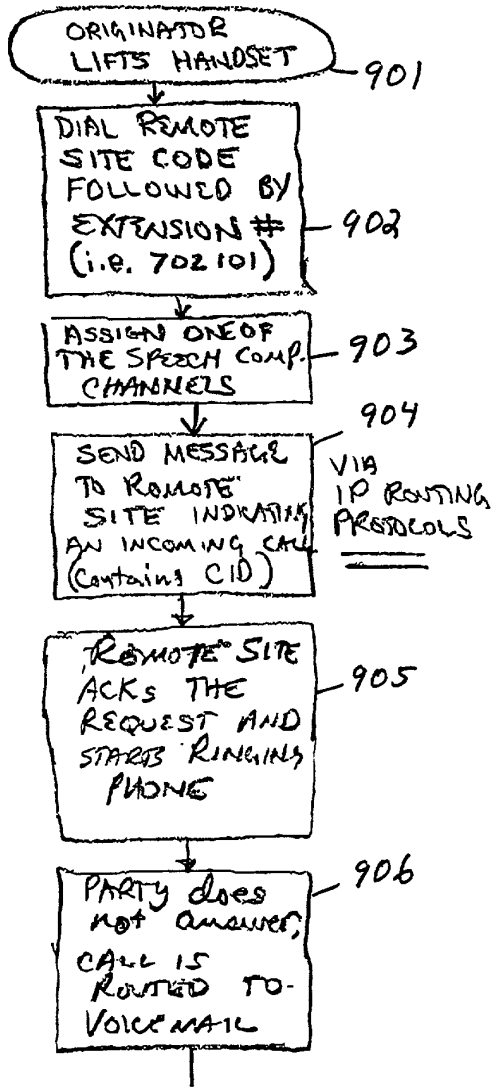 ORIGINATOR
LIFTS HANDSET
901
DIAL REMOTE
SITE CODE
FOLLOWED BY
EXTENSION #
(i.e. 702101)
902
ASSIGN ONE OF
THE SPEECH COMP.
CHANNELS
903
904
SEND MESSAGE
TO REMOTE
SITE INDICATING
AN INCOMING CALL
(Contains CID)
VIA
IP ROUTING
PROTOCOLS
REMOTE SITE
ACKS THE
REQUEST AND
STARTS RINGING
PHONE
905
906
PARTY does
not answer,
CALL IS
ROUTED TO
VOICEMAIL